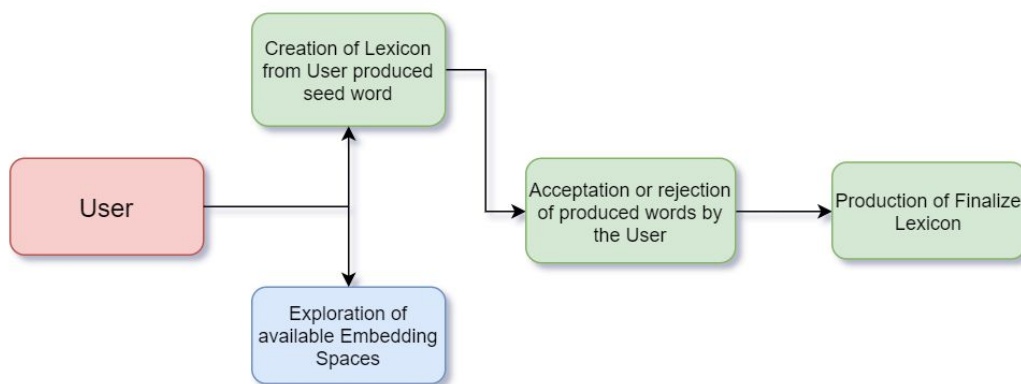 Creation of Lexicon
from User produced
seed word
User
Acceptation or rejection
of produced words by
the User
Production of Finalize
Lexicon
Exploration of
available Embedding
Spaces